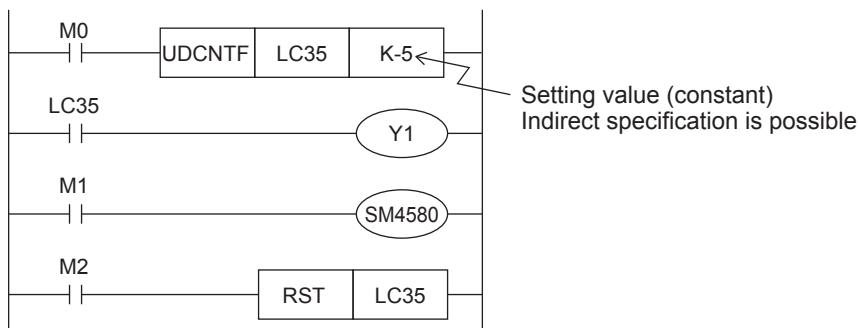 M0
UDCNTF LC35 K-5
Setting value (constant)
Indirect specification is possible
LC35
Y1
M1
SM4580
M2
RST LC35